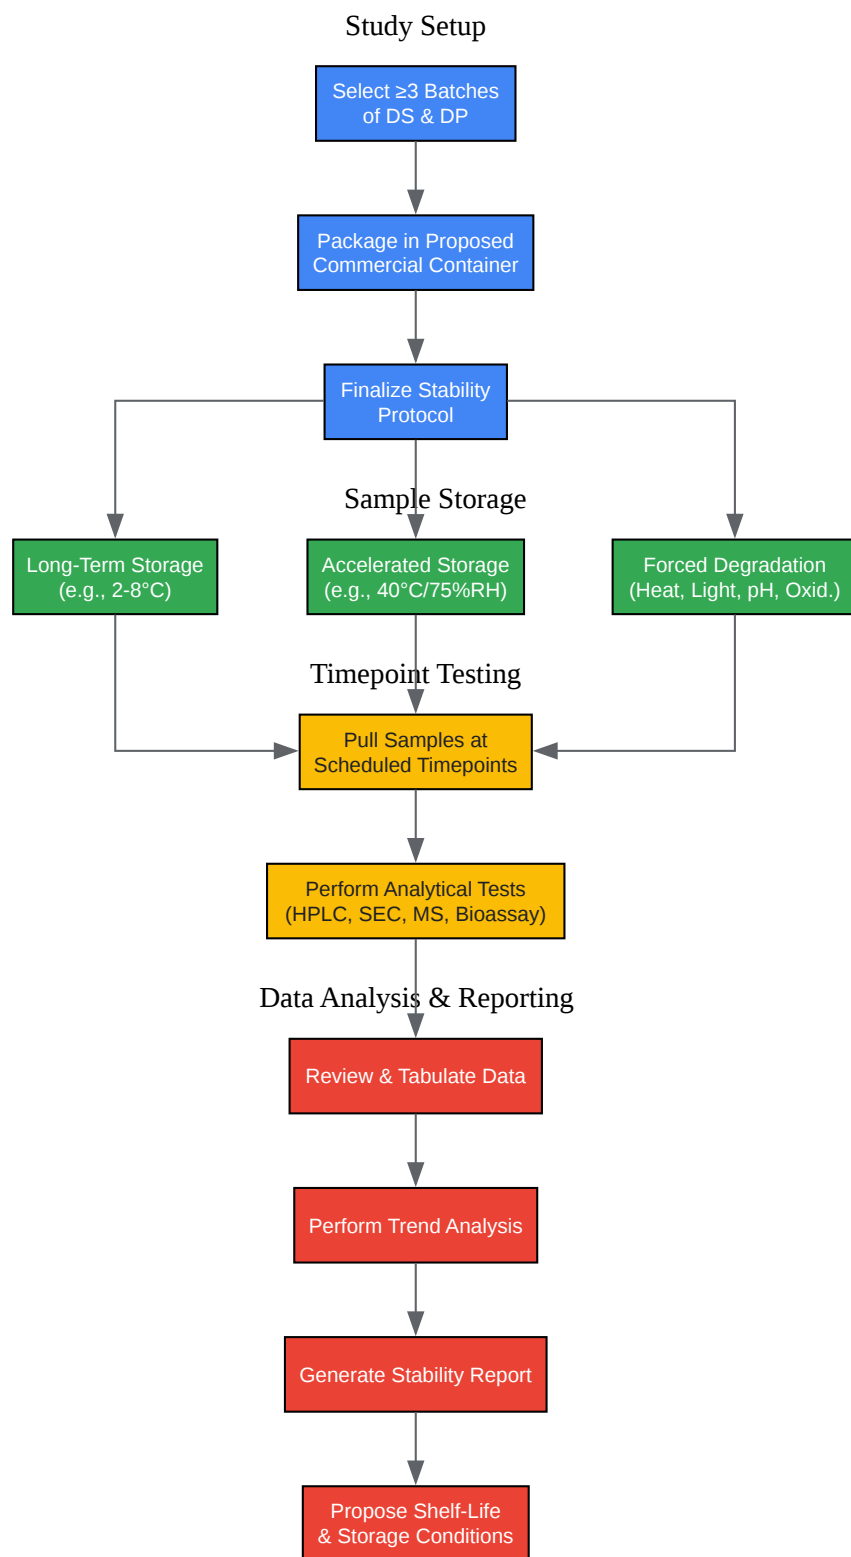 Study Setup
Select ≥3 Batches
of DS & DP
Package in Proposed
Commercial Container
Finalize Stability
Protocol
Sample Storage
Long-Term Storage
(e.g., 2-8°C)
Accelerated Storage
(e.g., 40°C/75%RH)
Forced Degradation
(Heat, Light, pH, Oxid.)
Timepoint Testing
Pull Samples at
Scheduled Timepoints
Perform Analytical Tests
(HPLC, SEC, MS, Bioassay)
Data Analysis & Reporting
Review & Tabulate Data
Perform Trend Analysis
Generate Stability Report
Propose Shelf-Life
& Storage Conditions